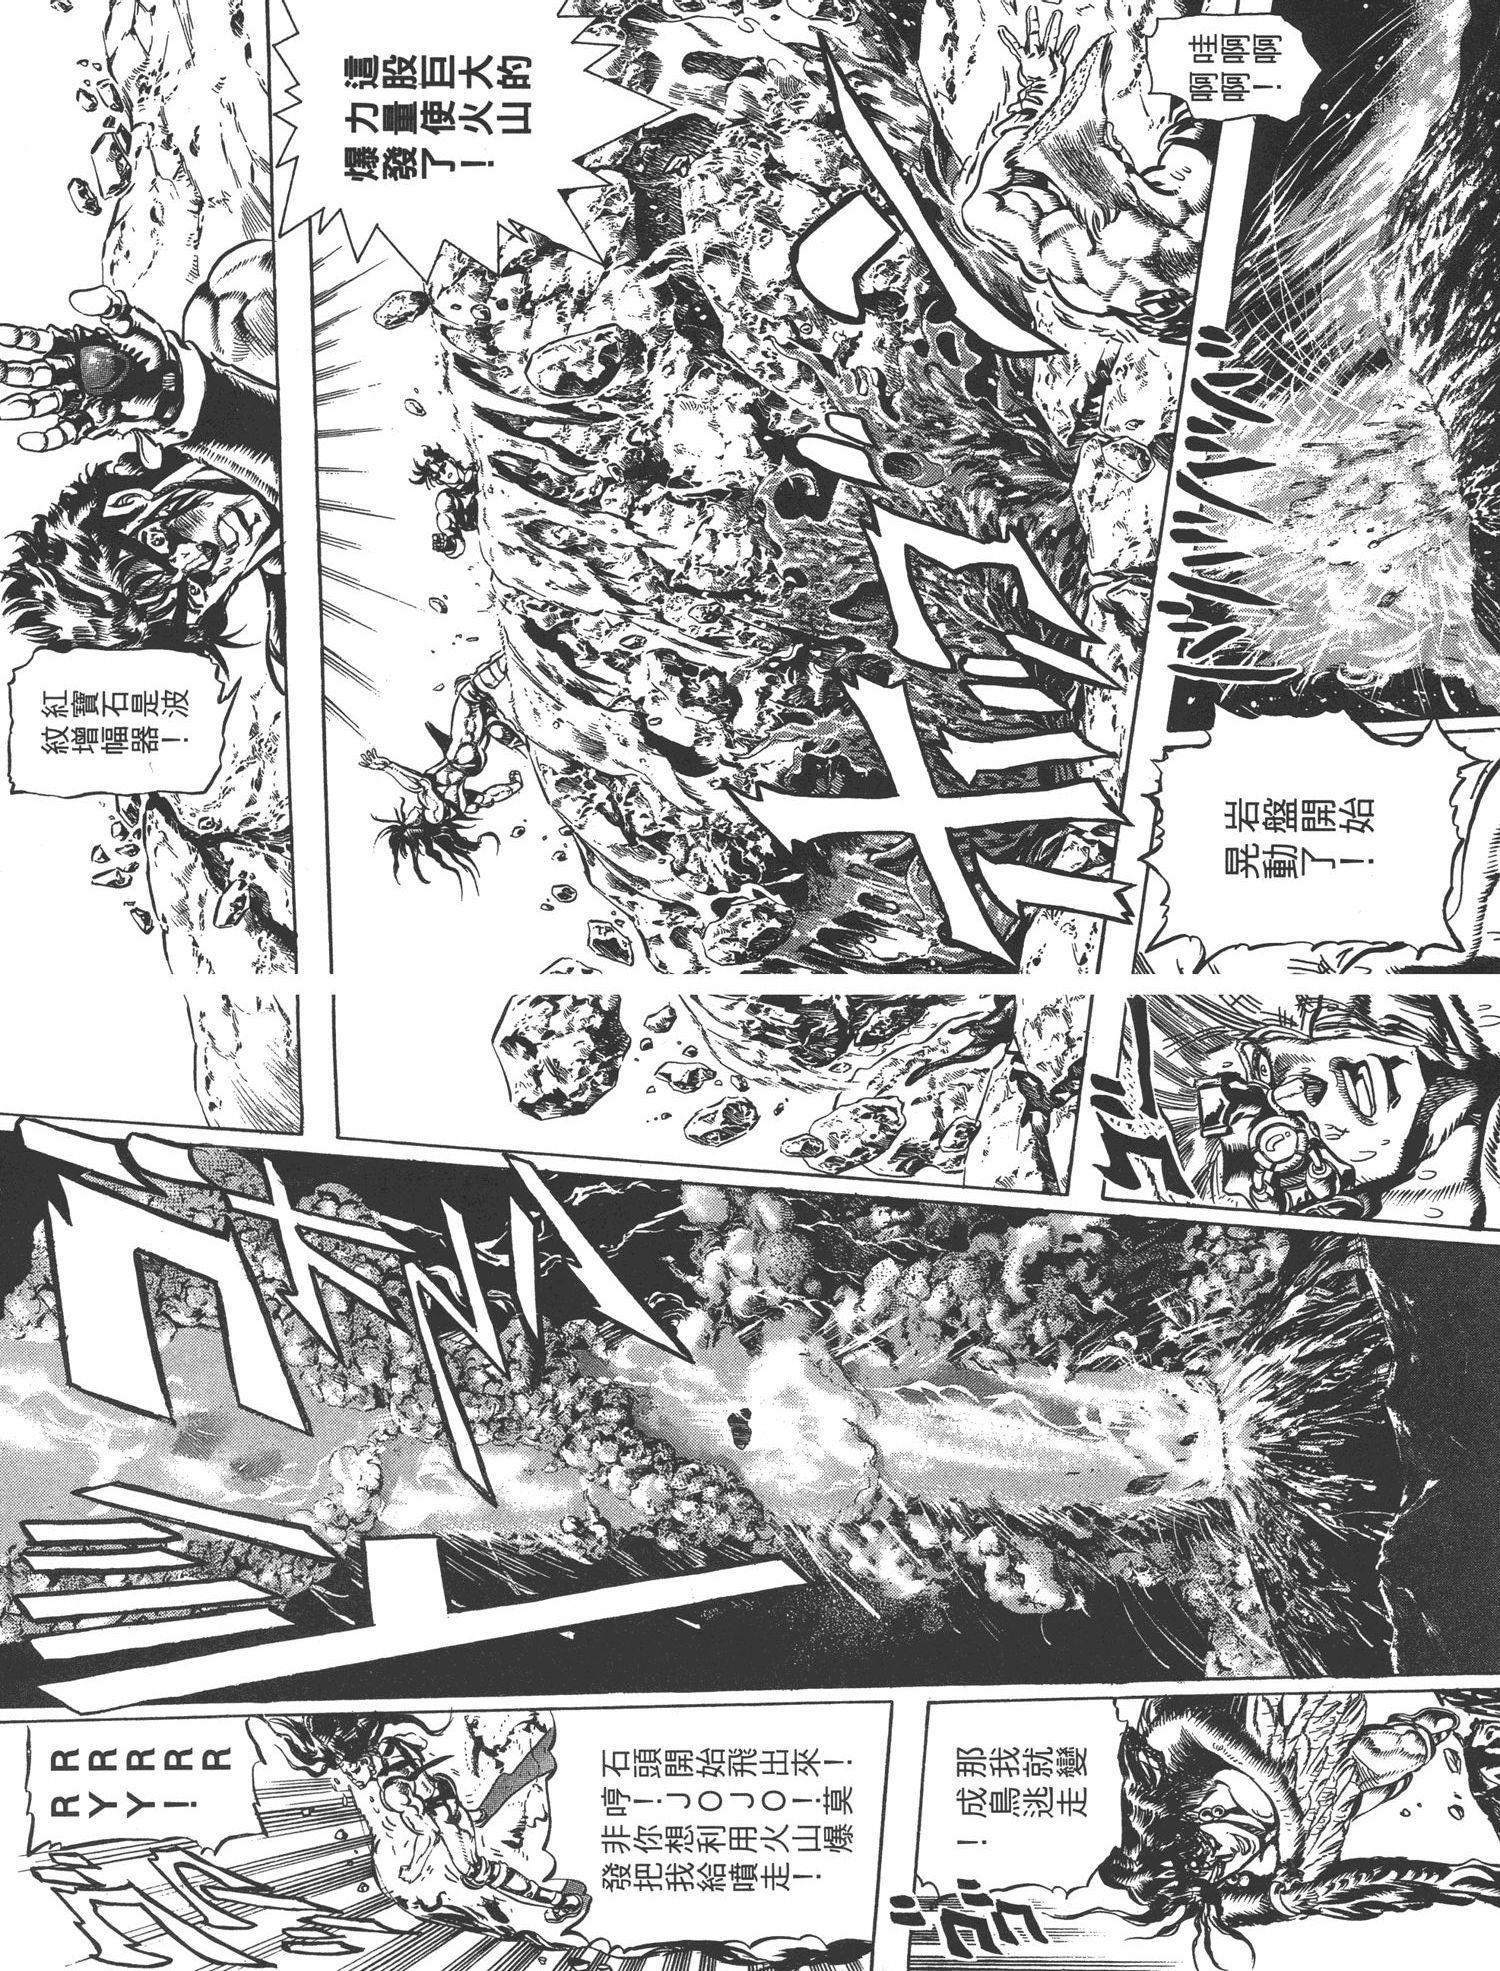 紅寶石是波
紋增幅器！
這股巨大的
力量使火山
爆發了！
哇啊啊
啊啊！
岩盤開始
晃動了！
RRRRR
RYY！
石頭開始飛出來！
哼！JOJO！莫
非你想利用火山爆
發把我給噴走！
那我就變
成鳥逃走
！